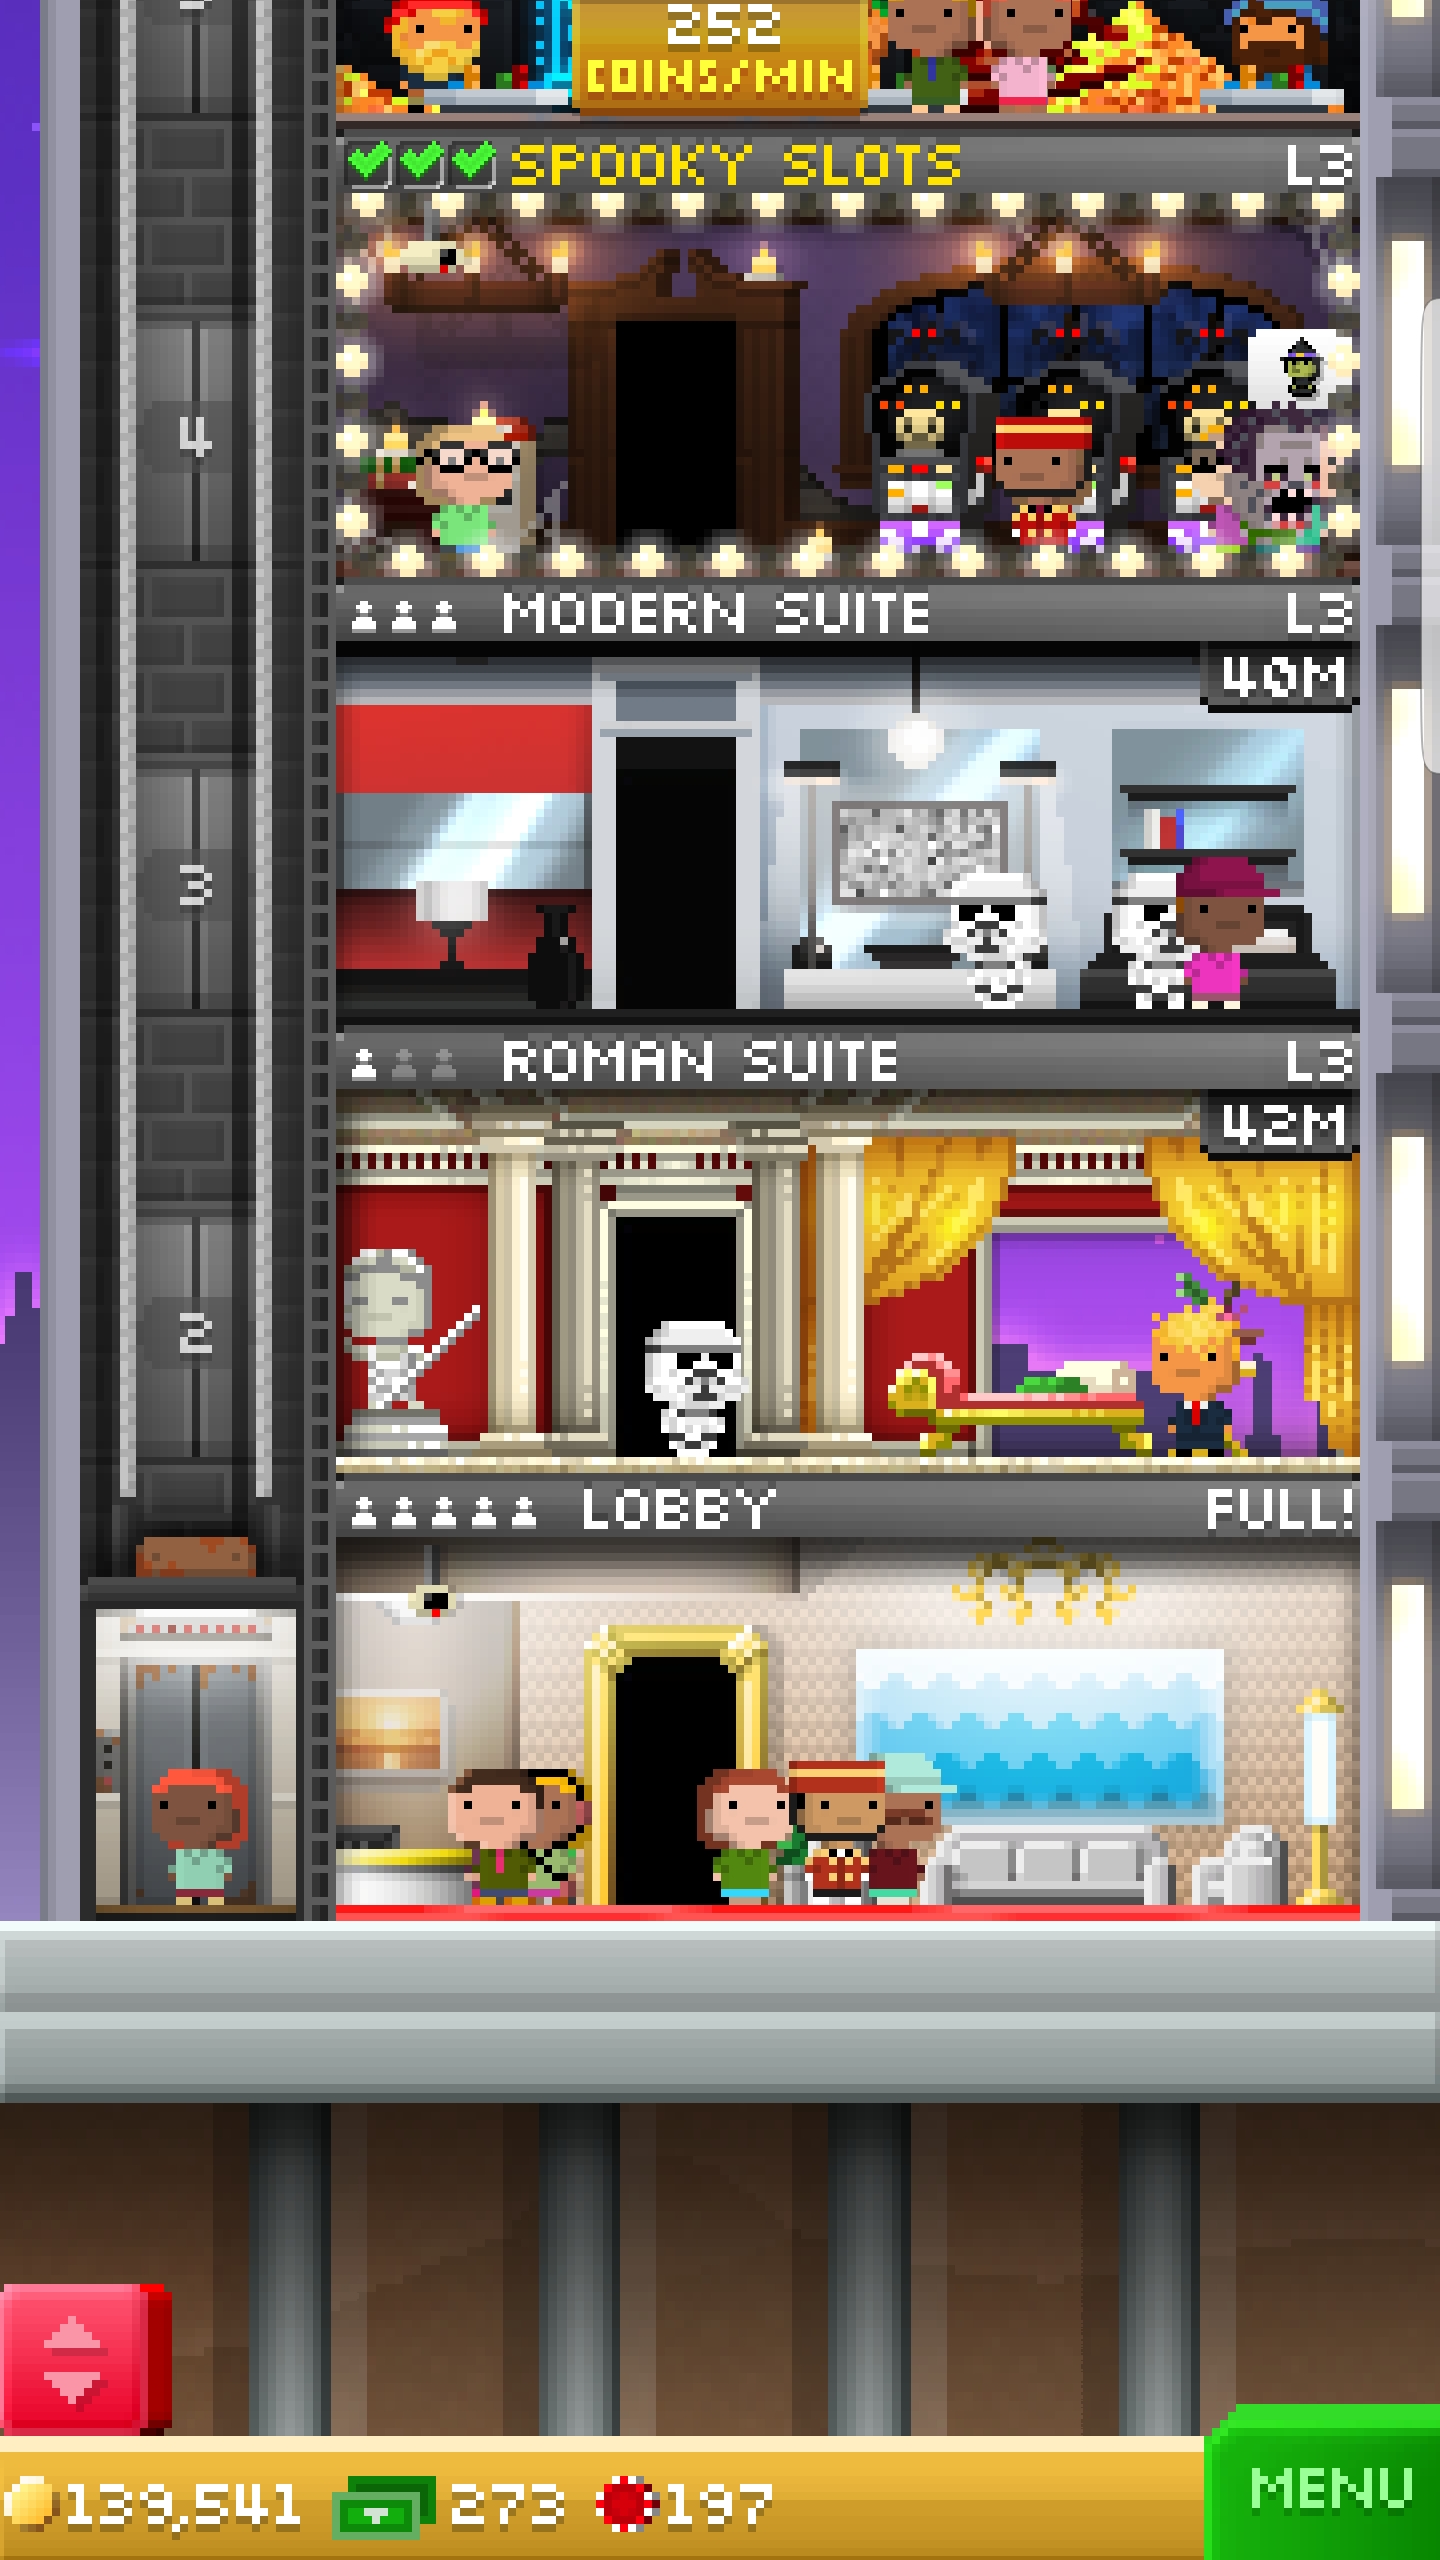 252
COINS/MIN
SPOOKY SLOTS L3
4
MODERN SUITE L3
40M
3
ROMAN SUITE L3
42M
2
LOBBY FULL!
MENU
139,541 273 197